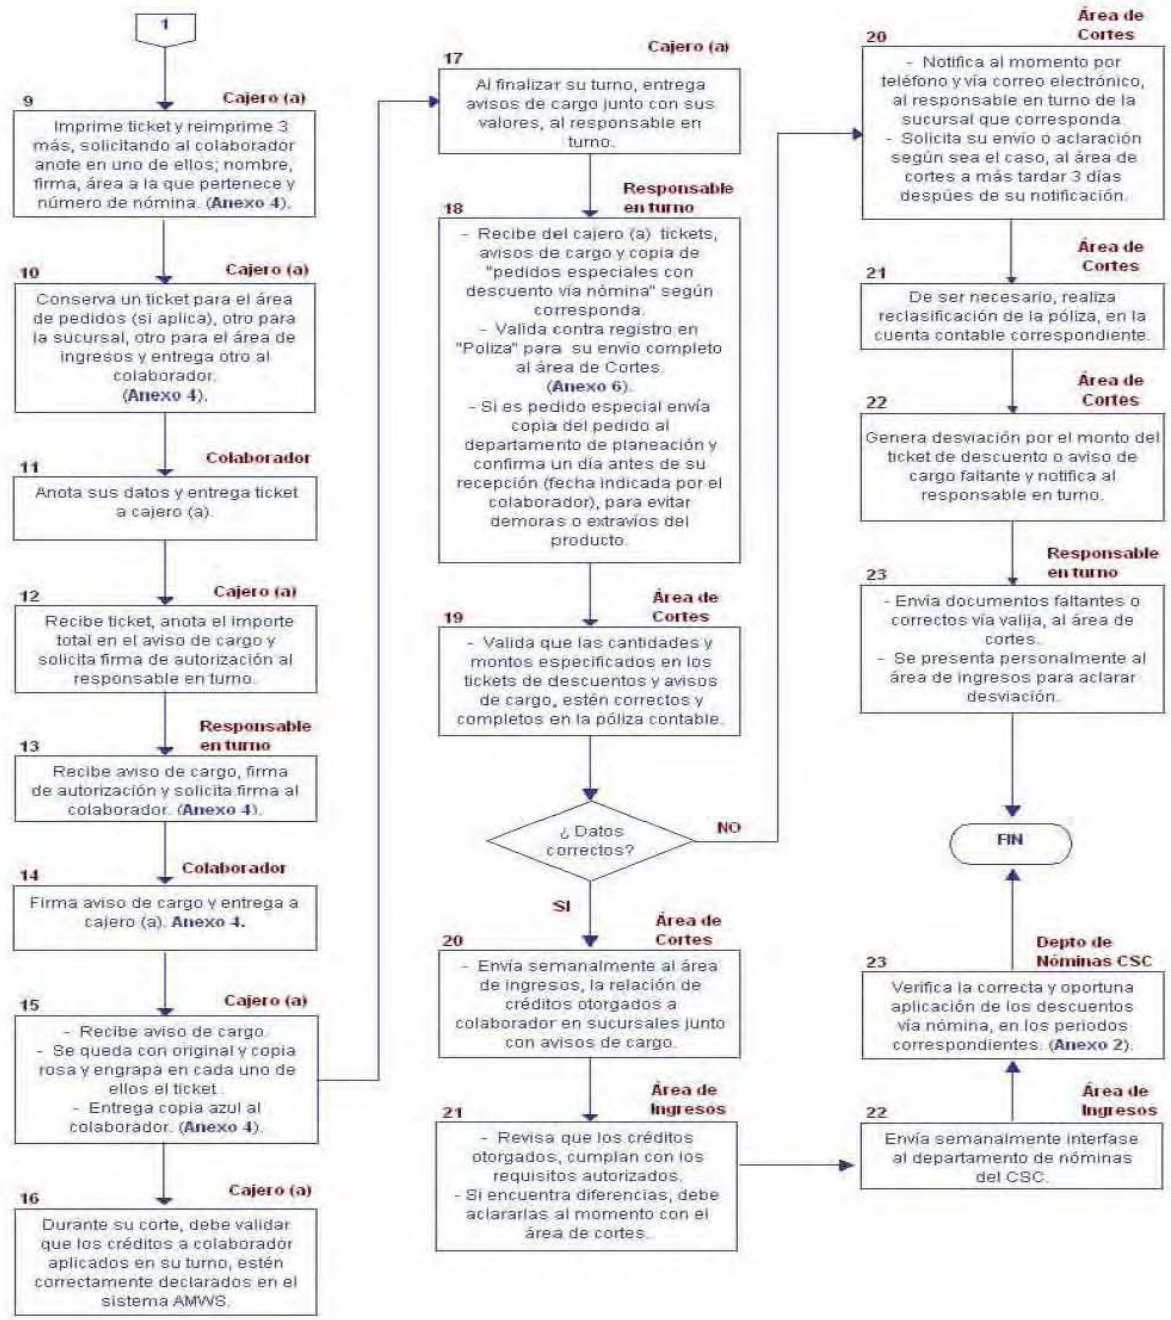 1
9
Cajero (a)
Imprime ticket y reimprime 3
más, solicitando al colaborador
anote en uno de ellos; nombre,
firma, área a la que pertenece y
número de nómina. (Anexo 4).
10
Cajero (a)
Conserva un ticket para el área
de pedidos (si aplica), otro para
la sucursal, otro para el área de
ingresos y entrega otro al
colaborador.
(Anexo 4).
11
Colaborador
Anota sus datos y entrega ticket
a cajero (a).
12
Cajero (a)
Recibe ticket, anota el importe
total en el aviso de cargo y
solicita firma de autorización al
responsable en turno.
13
Responsable
en turno
Recibe aviso de cargo, firma
de autorización y solicita firma al
colaborador. (Anexo 4).
14
Colaborador
Firma aviso de cargo y entrega a
cajero (a). Anexo 4.
15
Cajero (a)
- Recibe aviso de cargo.
- Se queda con original y copia
rosa y engrapa en cada uno de
ellos el ticket.
- Entrega copia azul al
colaborador. (Anexo 4).
16
Cajero (a)
Durante su corte, debe validar
que los créditos a colaborador
aplicados en su turno, estén
correctamente declarados en el
sistema AMWS.
17
Cajero (a)
Al finalizar su turno, entrega
avisos de cargo junto con sus
valores, al responsable en
turno.
18
Responsable
en turno
- Recibe del cajero (a) tickets,
avisos de cargo y copia de
"pedidos especiales con
descuento vía nómina" según
corresponda.
- Valida contra registro en
"Poliza" para su envio completo
al área de Cortes.
(Anexo 6).
- Si es pedido especial envía
copia del pedido al
departamento de planeación y
confirma un día antes de su
recepción (fecha indicada por el
colaborador), para evitar
demoras o extravíos del
producto.
19
Área de
Cortes
- Valida que las cantidades y
montos especificados en los
tickets de descuentos y avisos
de cargo, estén correctos y
completos en la póliza contable.
¿ Datos
correctos?
NO
SI
20
Área de
Cortes
- Envía semanalmente al área
de ingresos, la relación de
créditos otorgados a
colaborador en sucursales junto
con avisos de cargo.
21
Área de
Ingresos
- Revisa que los créditos
otorgados, cumplan con los
requisitos autorizados.
- Si encuentra diferencias, debe
aclararlas al momento con el
área de cortes.
20
Área de
Cortes
- Notifica al momento por
teléfono y vía correo electrónico,
al responsable en turno de la
sucursal que corresponda.
- Solicita su envío o aclaración
según sea el caso, al área de
cortes a más tardar 3 días
despúes de su notificación.
21
Área de
Cortes
De ser necesario, realiza
reclasificación de la póliza, en la
cuenta contable correspondiente.
22
Área de
Cortes
Genera desviación por el monto del
ticket de descuento o aviso de
cargo faltante y notifica al
responsable en turno.
23
Responsable
en turno
- Envía documentos faltantes o
correctos vía valija, al área de
cortes.
- Se presenta personalmente al
área de ingresos para aclarar
desviación.
FIN
23
Depto de
Nóminas CSC
Verifica la correcta y oportuna
aplicación de los descuentos
vía nómina, en los periodos
correspondientes. (Anexo 2).
22
Área de
Ingresos
Envía semanalmente interfase
al departamento de nóminas
del CSC.